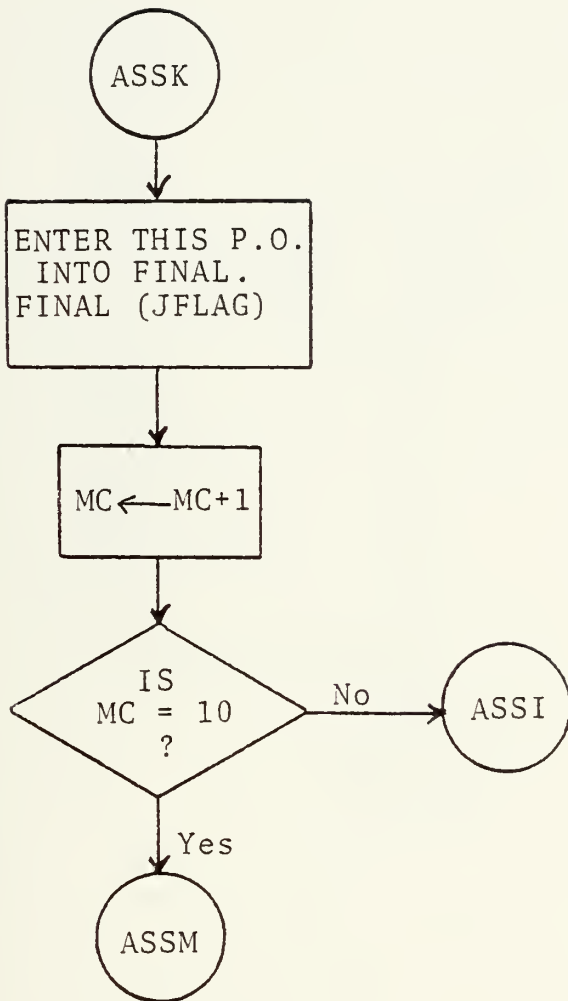 ASSK
ENTER THIS P.O.
INTO FINAL.
FINAL (JFLAG)
MC←MC+1
IS
MC = 10
?
No
ASSI
Yes
ASSM